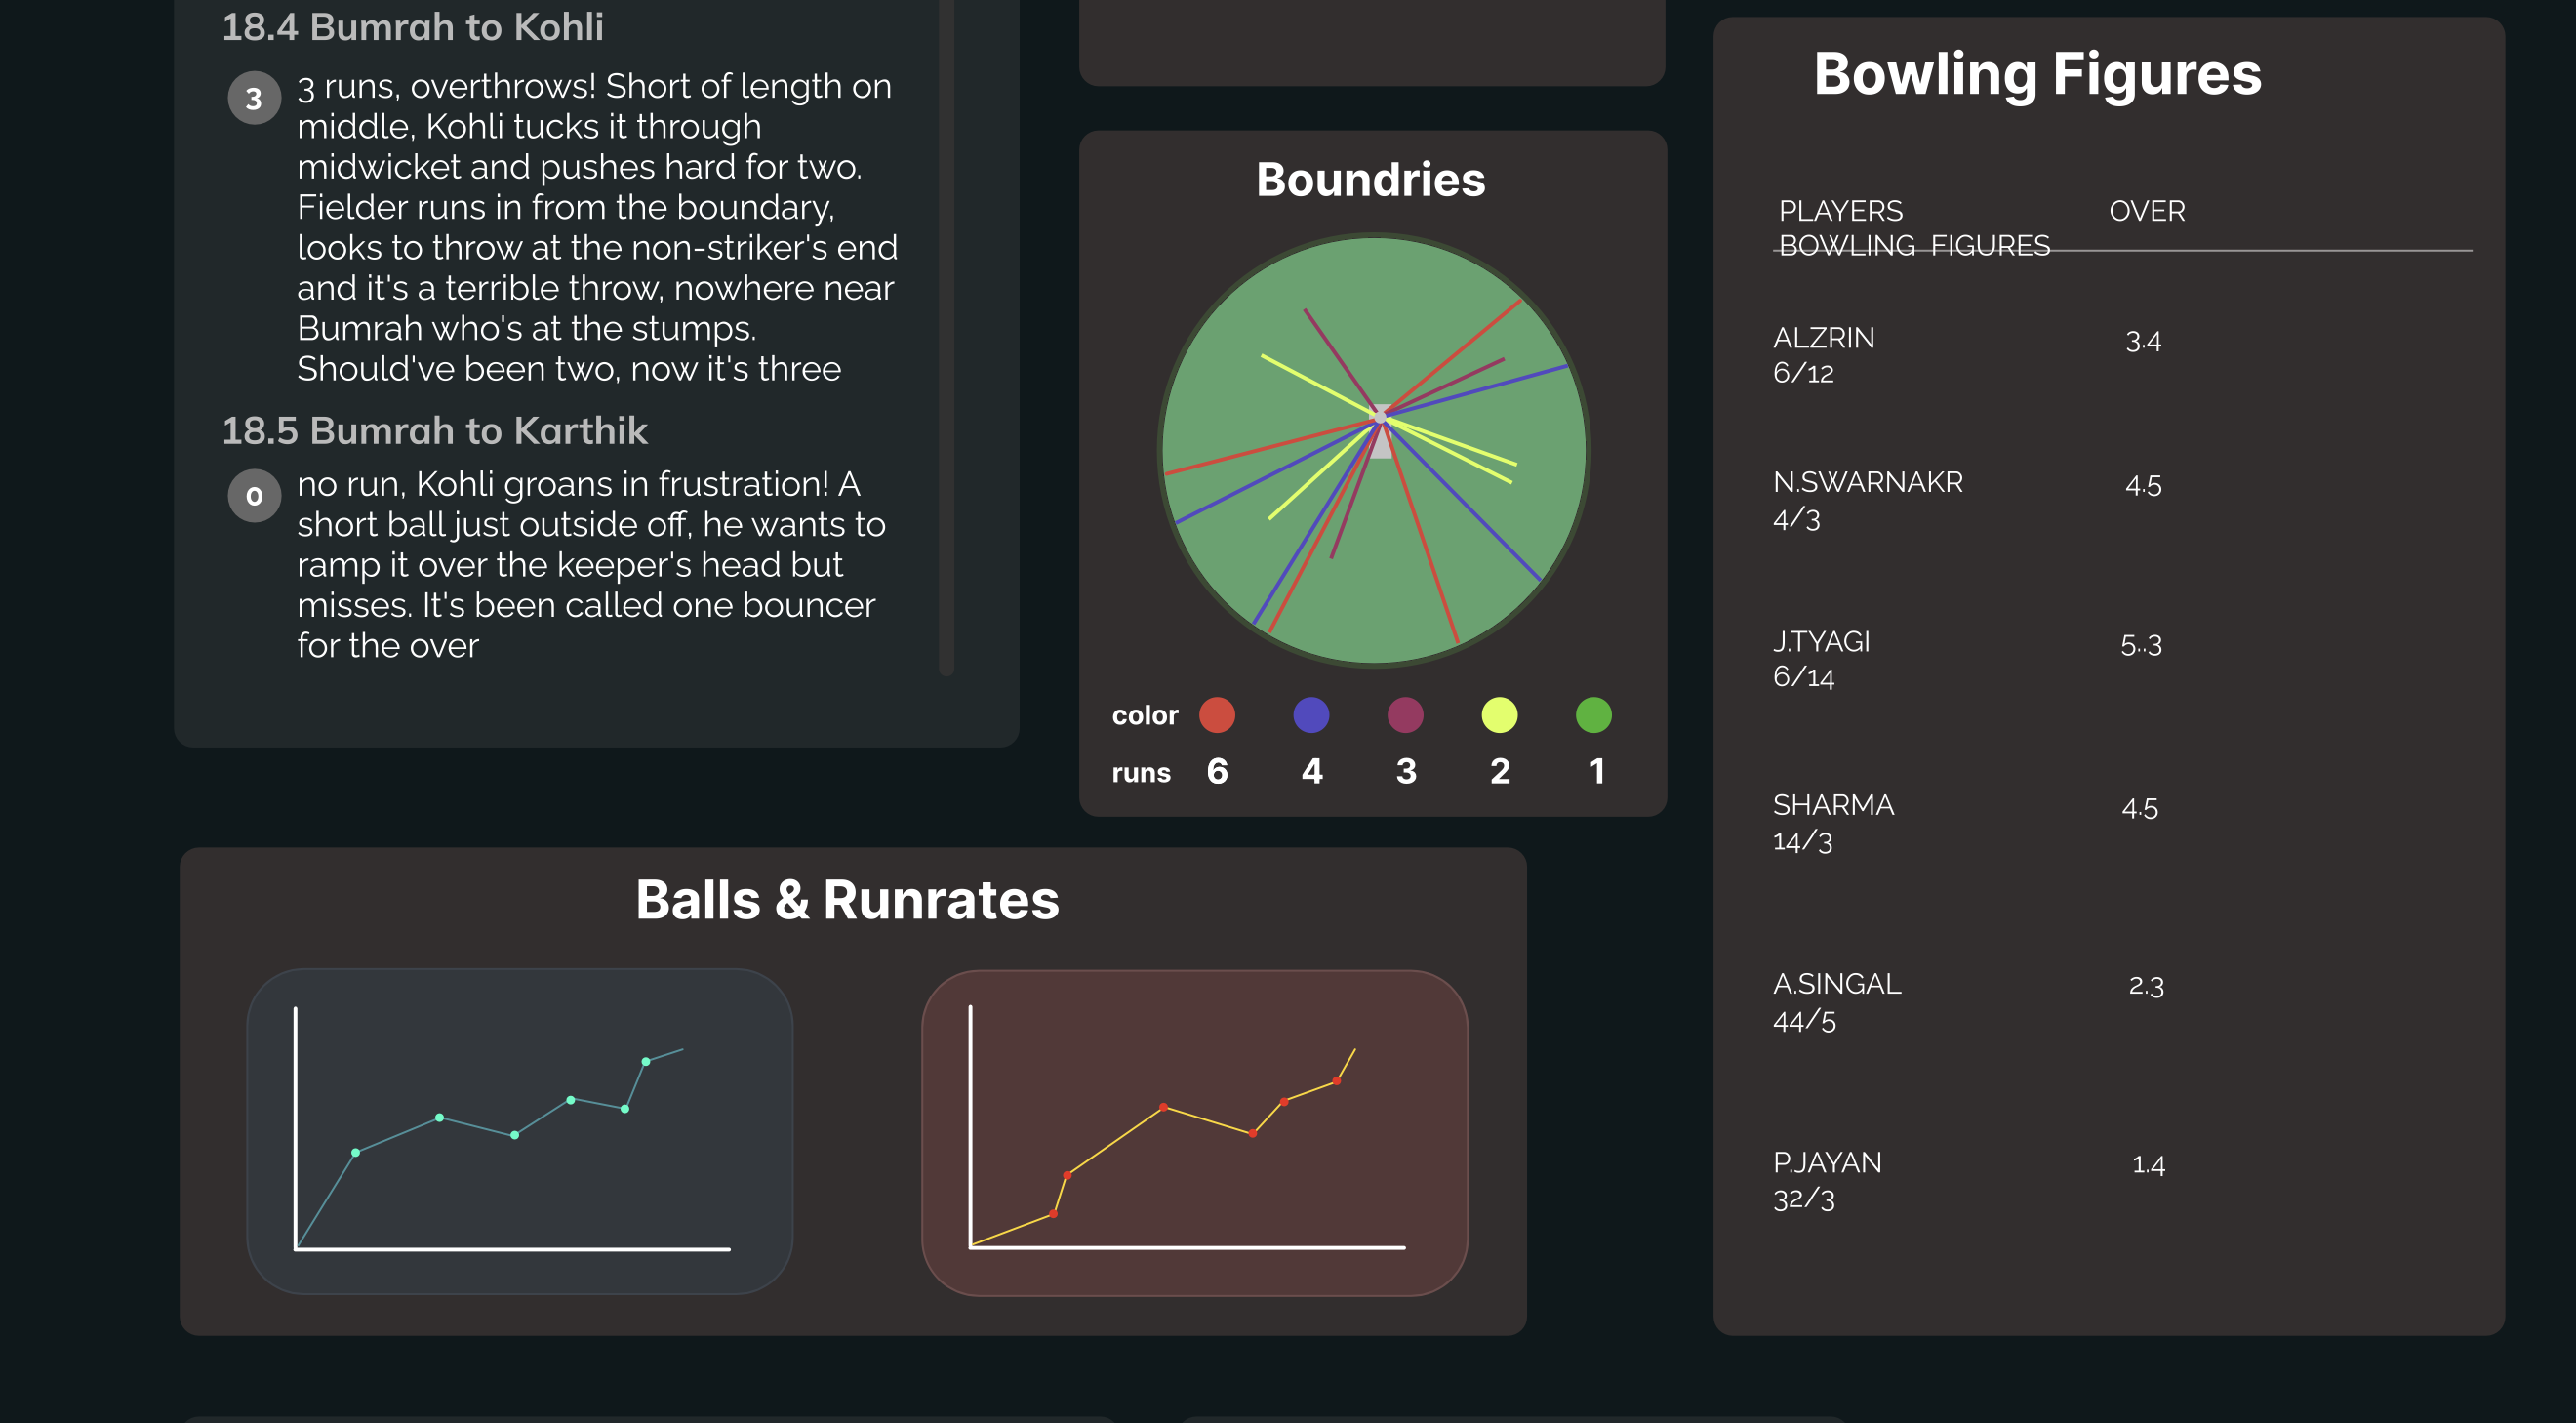 18.4 Bumrah to Kohli
3
3 runs, overthrows! Short of length on
middle, Kohli tucks it through
midwicket and pushes hard for two.
Fielder runs in from the boundary,
looks to throw at the non-striker's end
and it's a terrible throw, nowhere near
Bumrah who's at the stumps.
Should've been two, now it's three
18.5 Bumrah to Karthik
0
no run, Kohli groans in frustration! A
short ball just outside off, he wants to
ramp it over the keeper's head but
misses. It's been called one bouncer
for the over
Boundries
color
runs 6 4 3 2 1
Balls & Runrates
Bowling Figures
PLAYERS OVER
BOWLING FIGURES
ALZRIN 3.4
6/12
N.SWARNAKR 4.5
4/3
J.TYAGI 5..3
6/14
SHARMA 4.5
14/3
A.SINGAL 2.3
44/5
P.JAYAN 1.4
32/3